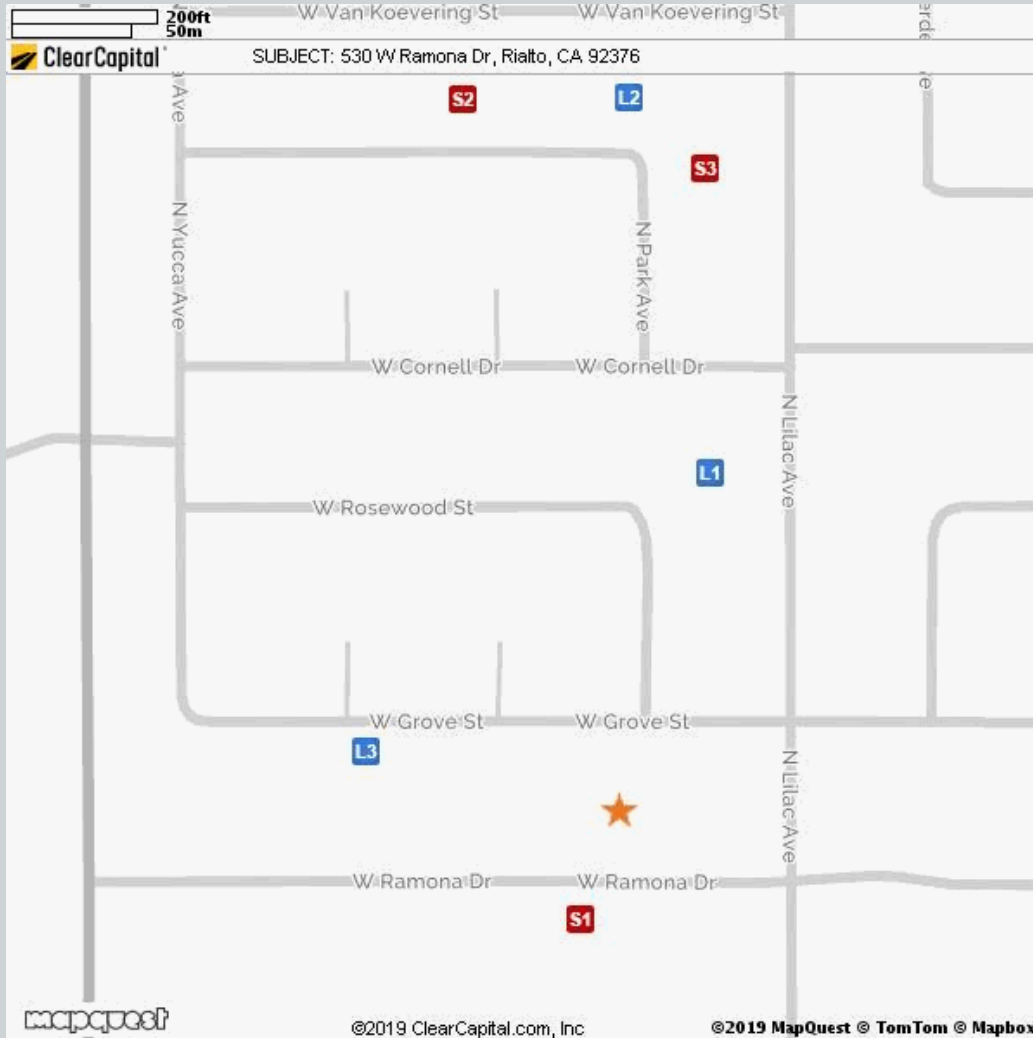 W Van Koevering St W Van Koevering St
200ft
50m
ClearCapital
SUBJECT: 530 W Ramona Dr, Rialto, CA 92376
Ave
S2
L2
S3
N Yucca Ave
N Park Ave
W Cornell Dr W Cornell Dr
N Lilac Ave
L1
W Rosewood St
W Grove St W Grove St
L3
N Lilac Ave
W Ramona Dr W Ramona Dr
S1
mapquest
©2019 ClearCapital.com, Inc
©2019 MapQuest © TomTom © Mapbox